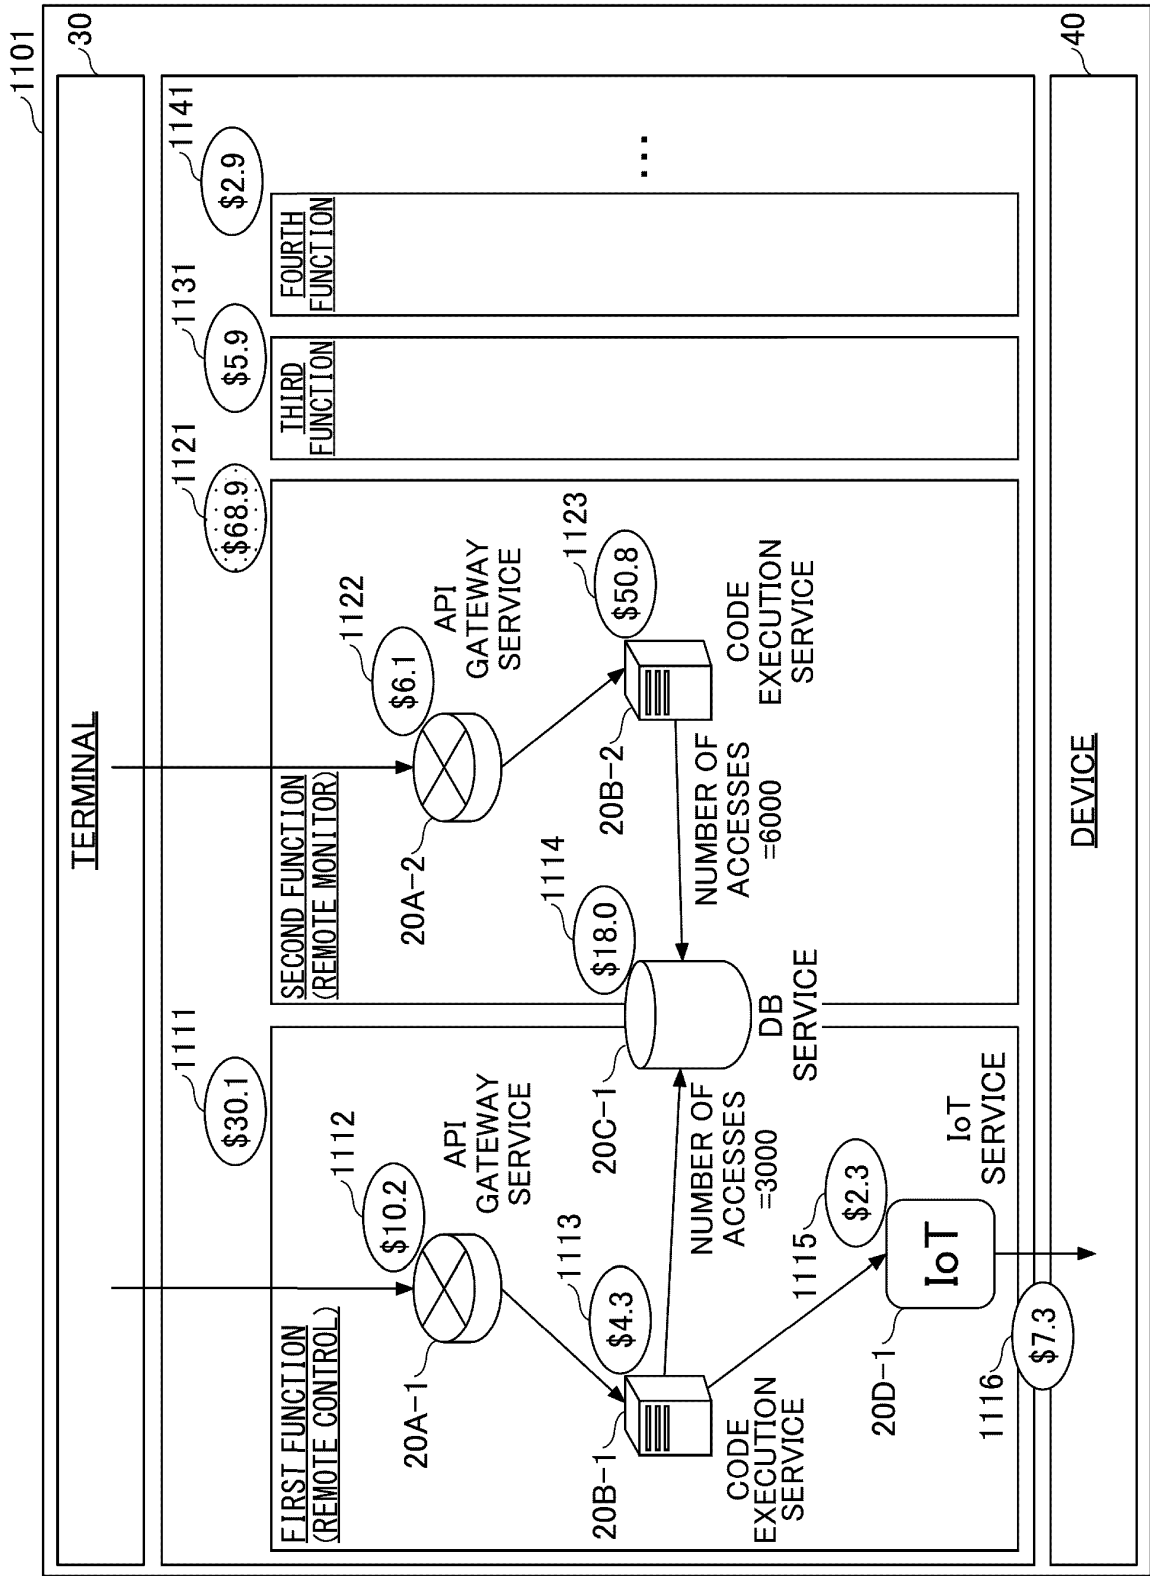 1101
TERMINAL
30
1111
$30.1
1121
$68.9
1131
$5.9
1141
$2.9
FIRST FUNCTION
(REMOTE CONTROL)
1112
$10.2
20A-1
API
GATEWAY
SERVICE
1113
$4.3
20B-1
CODE
EXECUTION
SERVICE
NUMBER OF
ACCESSES
=3000
1115
$2.3
20D-1
IoT
IoT
SERVICE
1116
$7.3
20C-1
1114
$18.0
DB
SERVICE
SECOND FUNCTION
(REMOTE MONITOR)
1122
$6.1
20A-2
API
GATEWAY
SERVICE
1123
$50.8
20B-2
CODE
EXECUTION
SERVICE
NUMBER OF
ACCESSES
=6000
THIRD
FUNCTION
FOURTH
FUNCTION
...
DEVICE
40